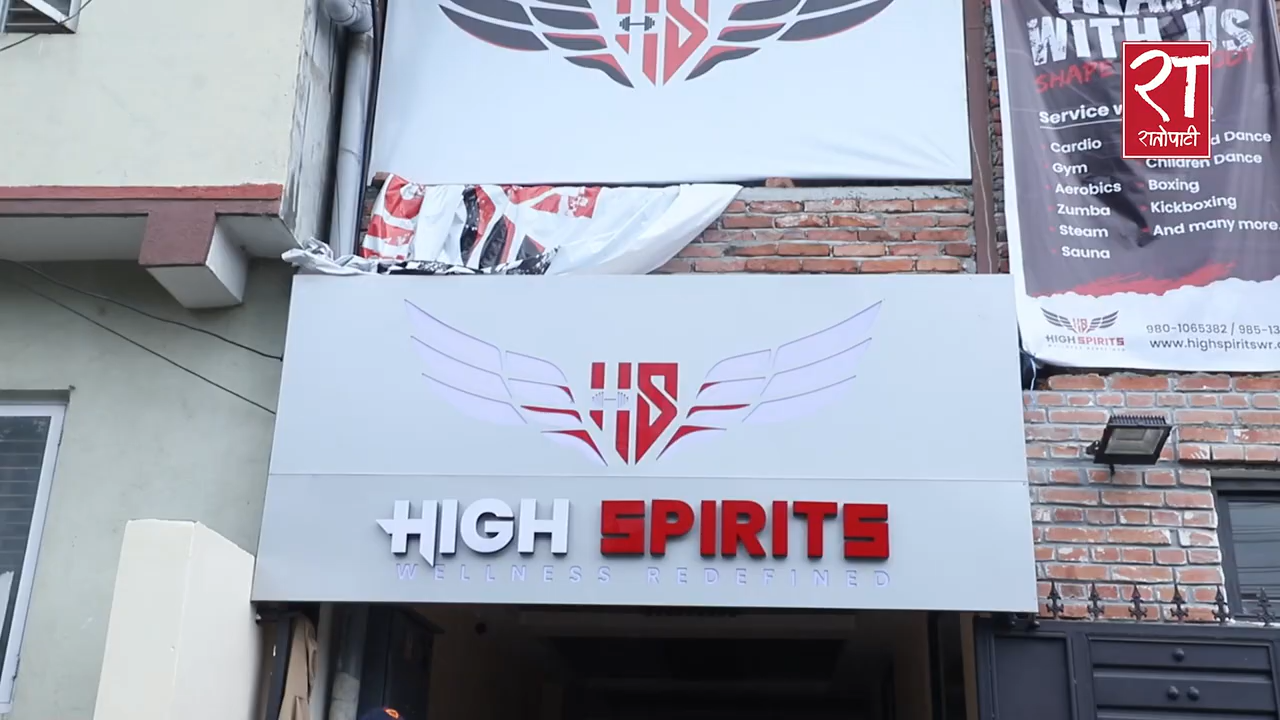 HS
WITH US
SHAPE
Service w
Cardio
Gym
Aerobics
Zumba
Steam
Sauna
d Dance
Children Dance
Boxing
Kickboxing
And many more
980-1065382 / 985-13
www.highspiritswr.c
HIGH SPIRITS
रा
रातोपाटी
HS
HIGH SPIRITS
WELLNESS REDEFINED